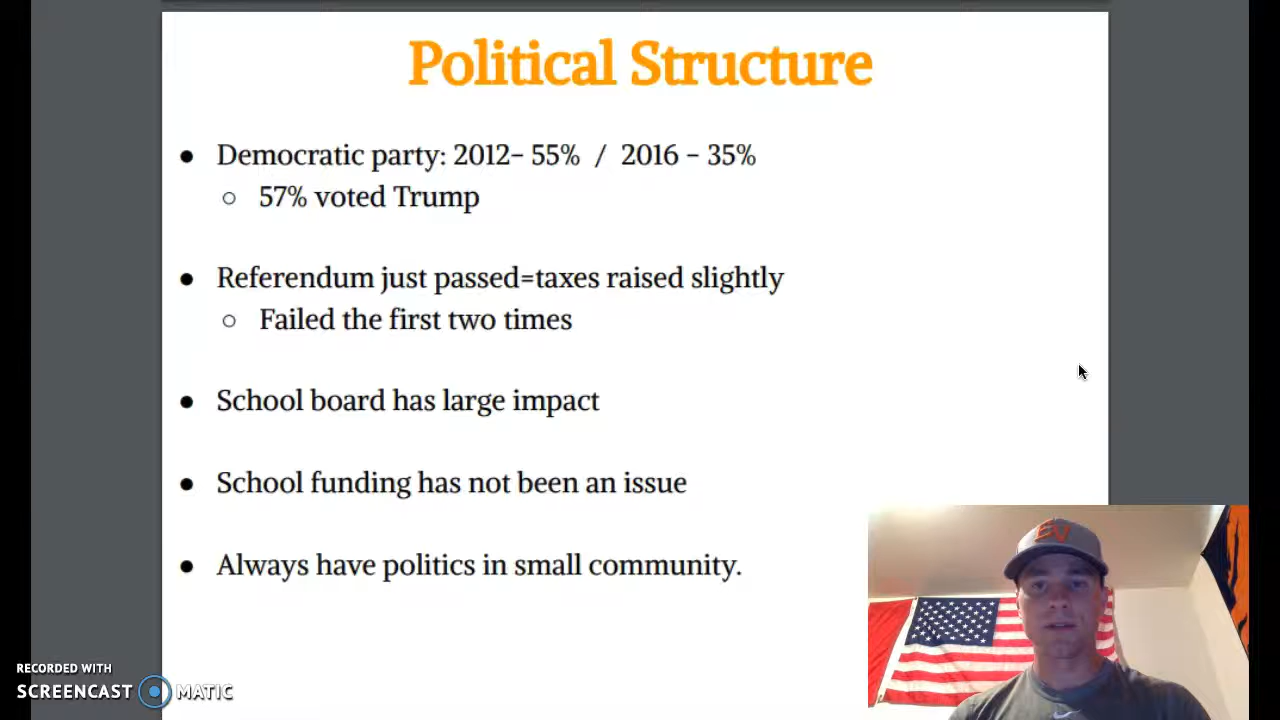 Political Structure
● Democratic party: 2012- 55% / 2016 - 35%
○ 57% voted Trump
● Referendum just passed=taxes raised slightly
○ Failed the first two times
● School board has large impact
● School funding has not been an issue
● Always have politics in small community.
EV
RECORDED WITH
SCREENCAST MATIC